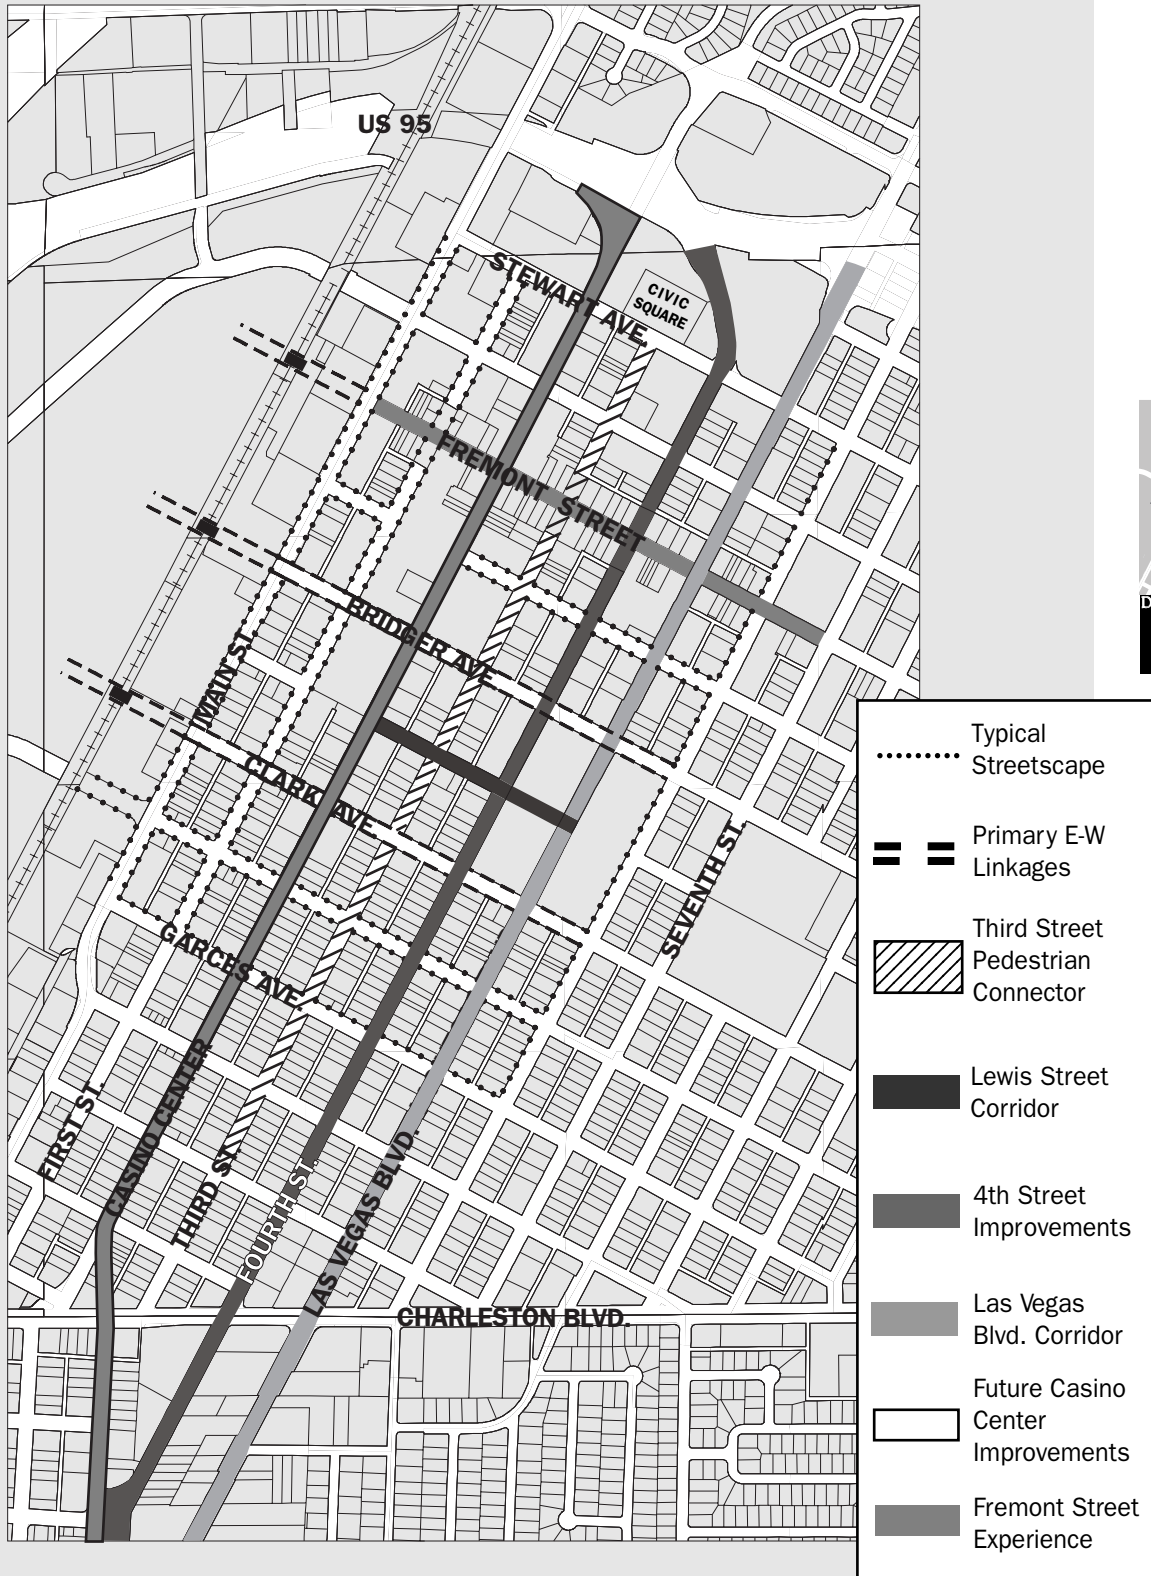 US 95
STEWART AVE.
CIVIC
SQUARE
FREMONT STREET
BRIDGER AVE.
MAIN ST.
CLARK AVE.
SEVENTH ST.
GARCES AVE.
FIRST ST.
CASINO CENTER
THIRD ST.
FOURTH ST.
LAS VEGAS BLVD.
CHARLESTON BLVD.
D
Typical
Streetscape
Primary E-W
Linkages
Third Street
Pedestrian
Connector
Lewis Street
Corridor
4th Street
Improvements
Las Vegas
Blvd. Corridor
Future Casino
Center
Improvements
Fremont Street
Experience